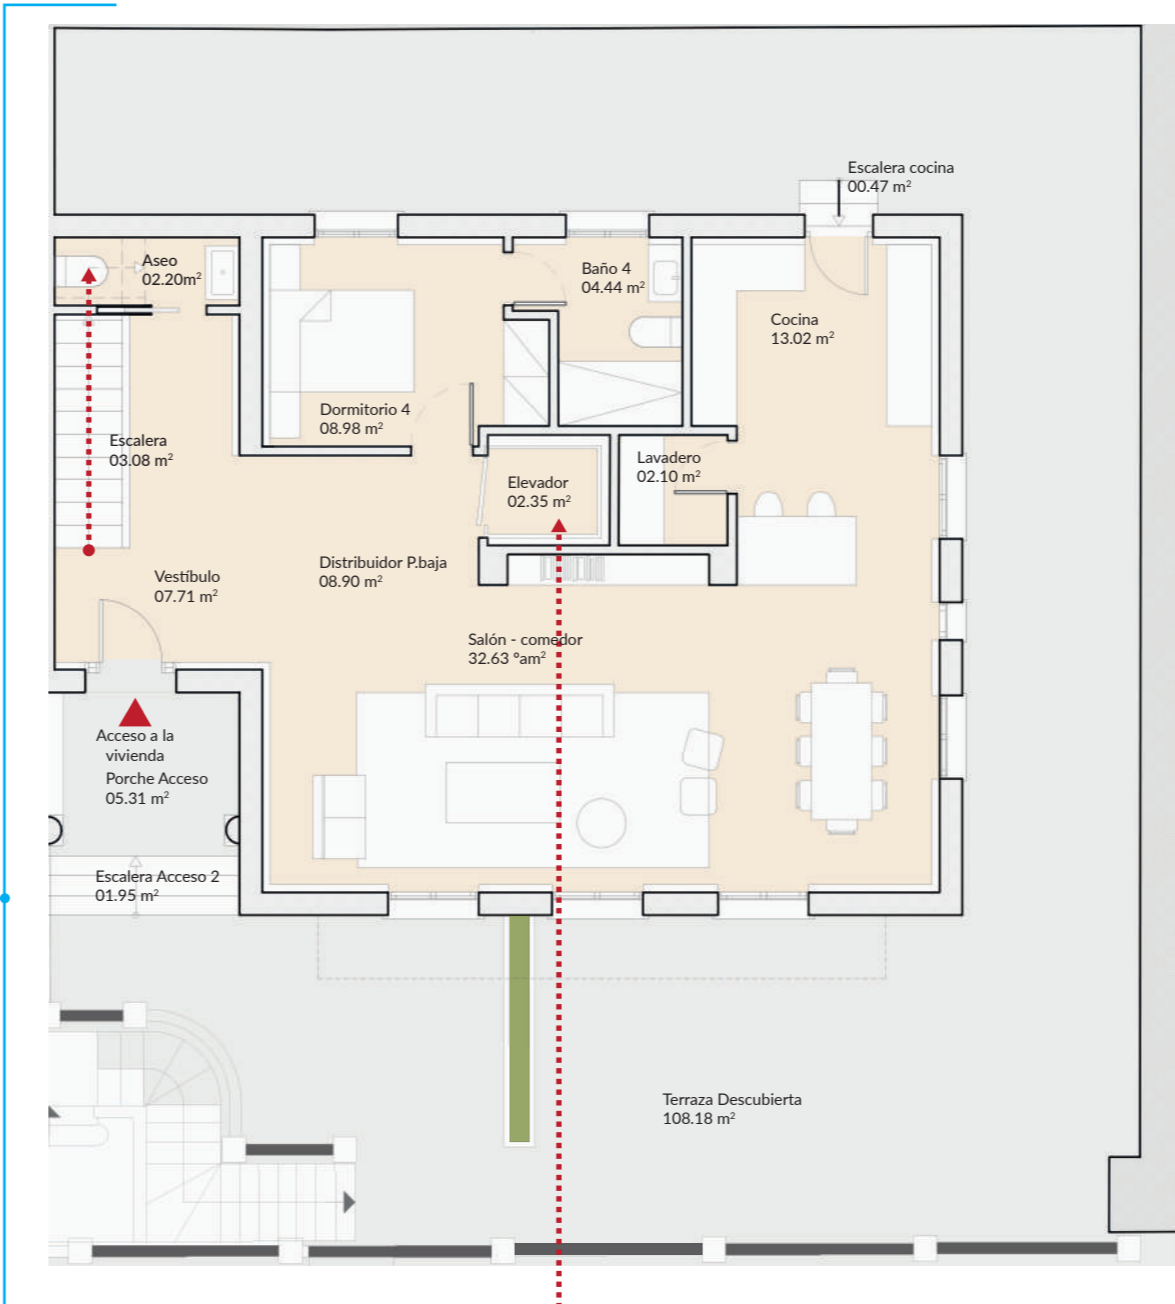 Escalera cocina
00.47 m²
Aseo
02.20m²
Baño 4
04.44 m²
Cocina
13.02 m²
Dormitorio 4
08.98 m²
Escalera
03.08 m²
Lavadero
02.10 m²
Elevador
02.35 m²
Distribuidor P.baja
08.90 m²
Vestíbulo
07.71 m²
Salón - comedor
32.63 ºam²
Acceso a la
vivienda
Porche Acceso
05.31 m²
Escalera Acceso 2
01.95 m²
Terraza Descubierta
108.18 m²